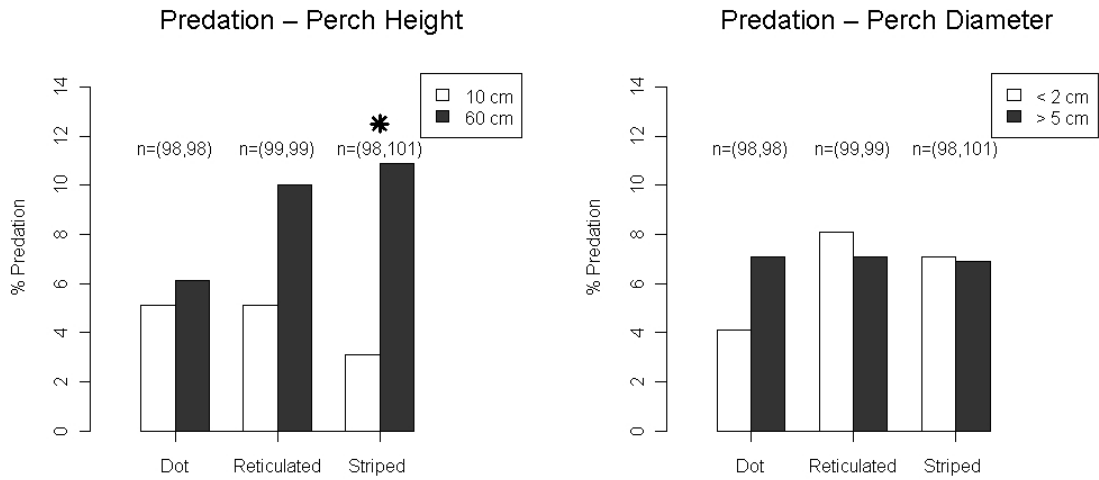 Predation – Perch Height
% Predation
14
12
10
8
6
4
2
0
10 cm
60 cm
*
n=(98,98) n=(99,99) n=(98,101)
Dot Reticulated Striped
Predation – Perch Diameter
% Predation
14
12
10
8
6
4
2
0
< 2 cm
> 5 cm
n=(98,98) n=(99,99) n=(98,101)
Dot Reticulated Striped